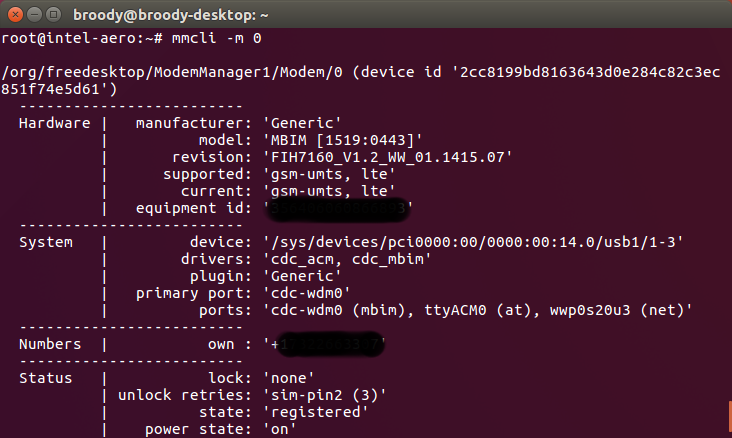 broody@broody-desktop: ~
root@intel-aero:~# mmcli -m 0
/org/freedesktop/ModemManager1/Modem/0 (device id '2cc8199bd8163643d0e284c82c3ec
851f74e5d61')
-------------------------
Hardware |   manufacturer: 'Generic'
         |          model: 'MBIM [1519:0443]'
         |       revision: 'FIH7160_V1.2_WW_01.1415.07'
         |      supported: 'gsm-umts, lte'
         |        current: 'gsm-umts, lte'
         |   equipment id: '
-------------------------
System   |         device: '/sys/devices/pci0000:00/0000:00:14.0/usb1/1-3'
         |        drivers: 'cdc_acm, cdc_mbim'
         |         plugin: 'Generic'
         |   primary port: 'cdc-wdm0'
         |          ports: 'cdc-wdm0 (mbim), ttyACM0 (at), wwp0s20u3 (net)'
-------------------------
Numbers  |           own : '+
-------------------------
Status   |           lock: 'none'
         | unlock retries: 'sim-pin2 (3)'
         |          state: 'registered'
         |    power state: 'on'